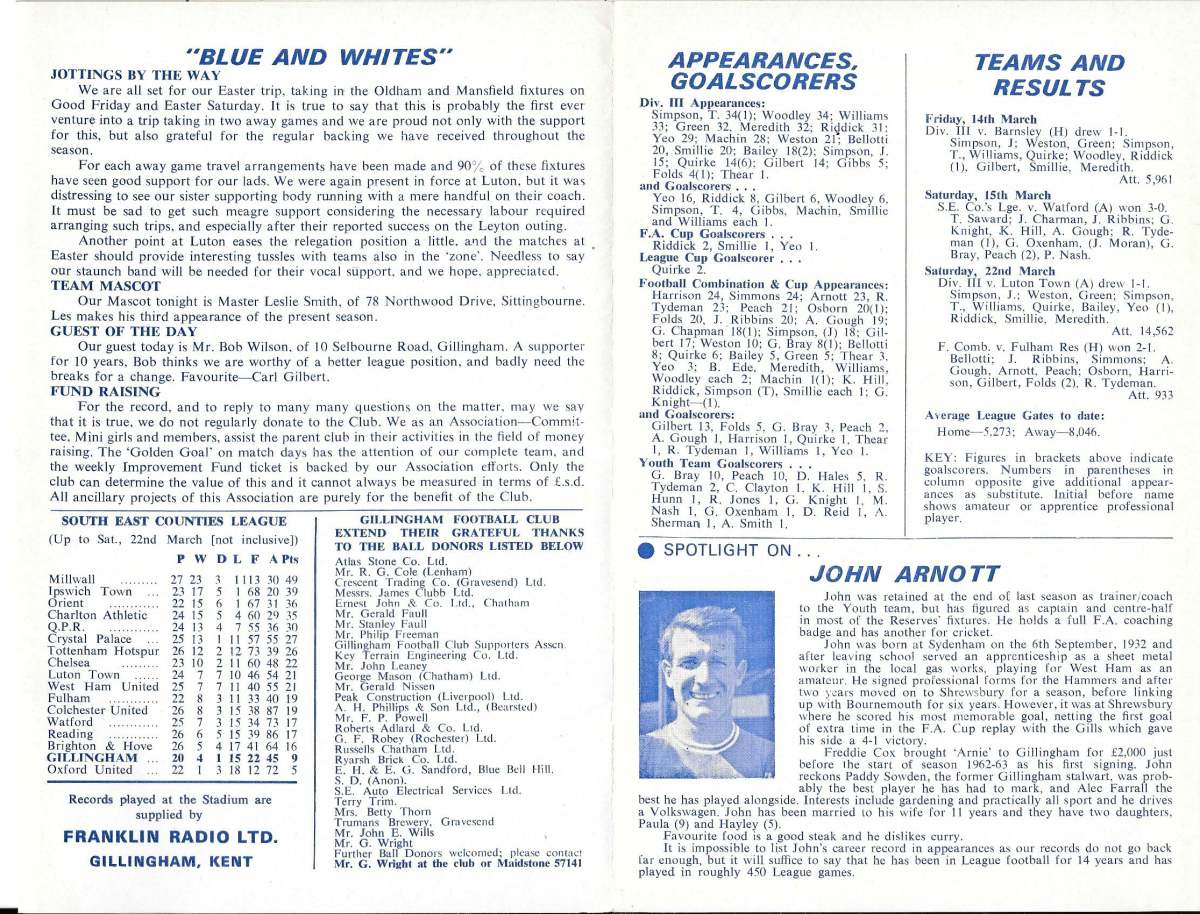 "BLUE AND WHITES"
JOTTINGS BY THE WAY
We are all set for our Easter trip, taking in the Oldham and Mansfield fixtures on
Good Friday and Easter Saturday. It is true to say that this is probably the first ever
venture into a trip taking in two away games and we are proud not only with the support
for this, but also grateful for the regular backing we have received throughout the
season.
For each away game travel arrangements have been made and 90% of these fixtures
have seen good support for our lads. We were again present in force at Luton, but it was
distressing to see our sister supporting body running with a mere handful on their coach.
It must be sad to get such meagre support considering the necessary labour required
arranging such trips, and especially after their reported success on the Leyton outing.
Another point at Luton eases the relegation position a little, and the matches at
Easter should provide interesting tussles with teams also in the 'zone'. Needless to say
our staunch band will be needed for their vocal support, and we hope, appreciated.
TEAM MASCOT
Our Mascot tonight is Master Leslie Smith, of 78 Northwood Drive, Sittingbourne.
Les makes his third appearance of the present season.
GUEST OF THE DAY
Our guest today is Mr. Bob Wilson, of 10 Selbourne Road, Gillingham. A supporter
for 10 years, Bob thinks we are worthy of a better league position, and badly need the
breaks for a change. Favourite—Carl Gilbert.
FUND RAISING
For the record, and to reply to many many questions on the matter, may we say
that it is true, we do not regularly donate to the Club. We as an Association—Commit-
tee, Mini girls and members, assist the parent club in their activities in the field of money
raising. The 'Golden Goal' on match days has the attention of our complete team, and
the weekly Improvement Fund ticket is backed by our Association efforts. Only the
club can determine the value of this and it cannot always be measured in terms of £.s.d.
All ancillary projects of this Association are purely for the benefit of the Club.
SOUTH EAST COUNTIES LEAGUE
(Up to Sat., 22nd March [not inclusive])
P W D L F A Pts
Millwall ......... 27 23 3 1 113 30 49
Ipswich Town ... 23 17 5 1 68 20 39
Orient ............ 22 15 6 1 67 31 36
Charlton Athletic 24 15 5 4 60 29 35
Q.P.R. ............ 24 13 4 7 55 36 30
Crystal Palace ... 25 13 1 11 57 55 27
Tottenham Hotspur 26 12 2 12 73 39 26
Chelsea ......... 23 10 2 11 60 48 22
Luton Town ...... 24 7 7 10 46 54 21
West Ham United 25 7 7 11 40 55 21
Fulham ............ 22 8 3 11 33 40 19
Colchester United 26 8 3 15 38 87 19
Watford ............ 25 7 3 15 34 73 17
Reading ............ 26 6 5 15 39 86 17
Brighton & Hove 26 5 4 17 41 64 16
GILLINGHAM ... 20 4 1 15 22 45 9
Oxford United ... 22 1 3 18 12 72 5
Records played at the Stadium are
supplied by
FRANKLIN RADIO LTD.
GILLINGHAM, KENT
GILLINGHAM FOOTBALL CLUB
EXTEND THEIR GRATEFUL THANKS
TO THE BALL DONORS LISTED BELOW
Atlas Stone Co. Ltd.
Mr. R. G. Cole (Lenham)
Crescent Trading Co. (Gravesend) Ltd.
Messrs. James Clubb Ltd.
Ernest John & Co. Ltd., Chatham
Mr. Gerald Faull
Mr. Stanley Faull
Mr. Philip Freeman
Gillingham Football Club Supporters Assen.
Key Terrain Engineering Co. Ltd.
Mr. John Leaney
George Mason (Chatham) Ltd.
Mr. Gerald Nissen
Peak Construction (Liverpool) Ltd.
A. H. Phillips & Son Ltd., (Bearsted)
Mr. F. P. Powell
Roberts Adlard & Co. Ltd.
G. F. Robey (Rochester) Ltd.
Russells Chatham Ltd.
Ryarsh Brick Co. Ltd.
E. H. & E. G. Sandford, Blue Bell Hill.
S. D. (Anon).
S.E. Auto Electrical Services Ltd.
Terry Trim.
Mrs. Betty Thorn
Trumans Brewery, Gravesend
Mr. John E. Wills
Mr. G. Wright
Further Ball Donors welcomed; please contact
Mr. G. Wright at the club or Maidstone 57141
APPEARANCES,
GOALSCORERS
Div. III Appearances:
Simpson, T. 34(1); Woodley 34; Williams
33; Green 32, Meredith 32; Riddick 31;
Yeo 29; Machin 28; Weston 21; Bellotti
20, Smillie 20; Bailey 18(2); Simpson, J.
15; Quirke 14(6); Gilbert 14; Gibbs 5;
Folds 4(1); Thear 1.
and Goalscorers . . .
Yeo 16, Riddick 8, Gilbert 6, Woodley 6,
Simpson, T. 4, Gibbs, Machin, Smillie
and Williams each 1.
F.A. Cup Goalscorers . . .
Riddick 2, Smillie 1, Yeo 1.
League Cup Goalscorer . . .
Quirke 2.
Football Combination & Cup Appearances:
Harrison 24, Simmons 24; Arnott 23, R.
Tydeman 23; Peach 21; Osborn 20(1);
Folds 20, J. Ribbins 20; A. Gough 19;
G. Chapman 18(1); Simpson, (J) 18; Gil-
bert 17; Weston 10; G. Bray 8(1); Bellotti
8; Quirke 6; Bailey 5, Green 5; Thear 3,
Yeo 3; B. Ede, Meredith, Williams,
Woodley each 2; Machin 1(1); K. Hill,
Riddick, Simpson (T), Smillie each 1; G.
Knight—(1).
and Goalscorers:
Gilbert 13, Folds 5, G. Bray 3, Peach 2,
A. Gough 1, Harrison 1, Quirke 1, Thear
1, R. Tydeman 1, Williams 1, Yeo 1.
Youth Team Goalscorers . . .
G. Bray 10, Peach 10, D. Hales 5, R.
Tydeman 2, C. Clayton 1, K. Hill 1, S.
Hunn 1, R. Jones 1, G. Knight 1, M.
Nash 1, G. Oxenham 1, D. Reid 1, A.
Sherman 1, A. Smith 1.
TEAMS AND
RESULTS
Friday, 14th March
Div. III v. Barnsley (H) drew 1-1.
Simpson, J; Weston, Green; Simpson,
T., Williams, Quirke; Woodley, Riddick
(1), Gilbert, Smillie, Meredith.
Att. 5,961
Saturday, 15th March
S.E. Co.'s Lge. v. Watford (A) won 3-0.
T. Saward; J. Charman, J. Ribbins; G.
Knight, K. Hill, A. Gough; R. Tyde-
man (1), G. Oxenham, (J. Moran), G.
Bray, Peach (2), P. Nash.
Saturday, 22nd March
Div. III v. Luton Town (A) drew 1-1.
Simpson, J.; Weston, Green; Simpson,
T., Williams, Quirke, Bailey, Yeo (1),
Riddick, Smillie, Meredith.
Att. 14,562
F. Comb. v. Fulham Res (H) won 2-1.
Bellotti; J. Ribbins, Simmons; A.
Gough, Arnott, Peach; Osborn, Harri-
son, Gilbert, Folds (2), R. Tydeman.
Att. 933
Average League Gates to date:
Home—5,273; Away—8,046.
KEY: Figures in brackets above indicate
goalscorers. Numbers in parentheses in
column opposite give additional appear-
ances as substitute. Initial before name
shows amateur or apprentice professional
player.
SPOTLIGHT ON . . .
JOHN ARNOTT
John was retained at the end of last season as trainer/coach
to the Youth team, but has figured as captain and centre-half
in most of the Reserves' fixtures. He holds a full F.A. coaching
badge and has another for cricket.
John was born at Sydenham on the 6th September, 1932 and
after leaving school served an apprenticeship as a sheet metal
worker in the local gas works, playing for West Ham as an
amateur. He signed professional forms for the Hammers and after
two years moved on to Shrewsbury for a season, before linking
up with Bournemouth for six years. However, it was at Shrewsbury
where he scored his most memorable goal, netting the first goal
of extra time in the F.A. Cup replay with the Gills which gave
his side a 4-1 victory.
Freddie Cox brought 'Arnie' to Gillingham for £2,000 just
before the start of season 1962-63 as his first signing. John
reckons Paddy Sowden, the former Gillingham stalwart, was prob-
ably the best player he has had to mark, and Alec Farrall the
best he has played alongside. Interests include gardening and practically all sport and he drives
a Volkswagen. John has been married to his wife for 11 years and they have two daughters,
Paula (9) and Hayley (5).
Favourite food is a good steak and he dislikes curry.
It is impossible to list John's career record in appearances as our records do not go back
far enough, but it will suffice to say that he has been in League football for 14 years and has
played in roughly 450 League games.